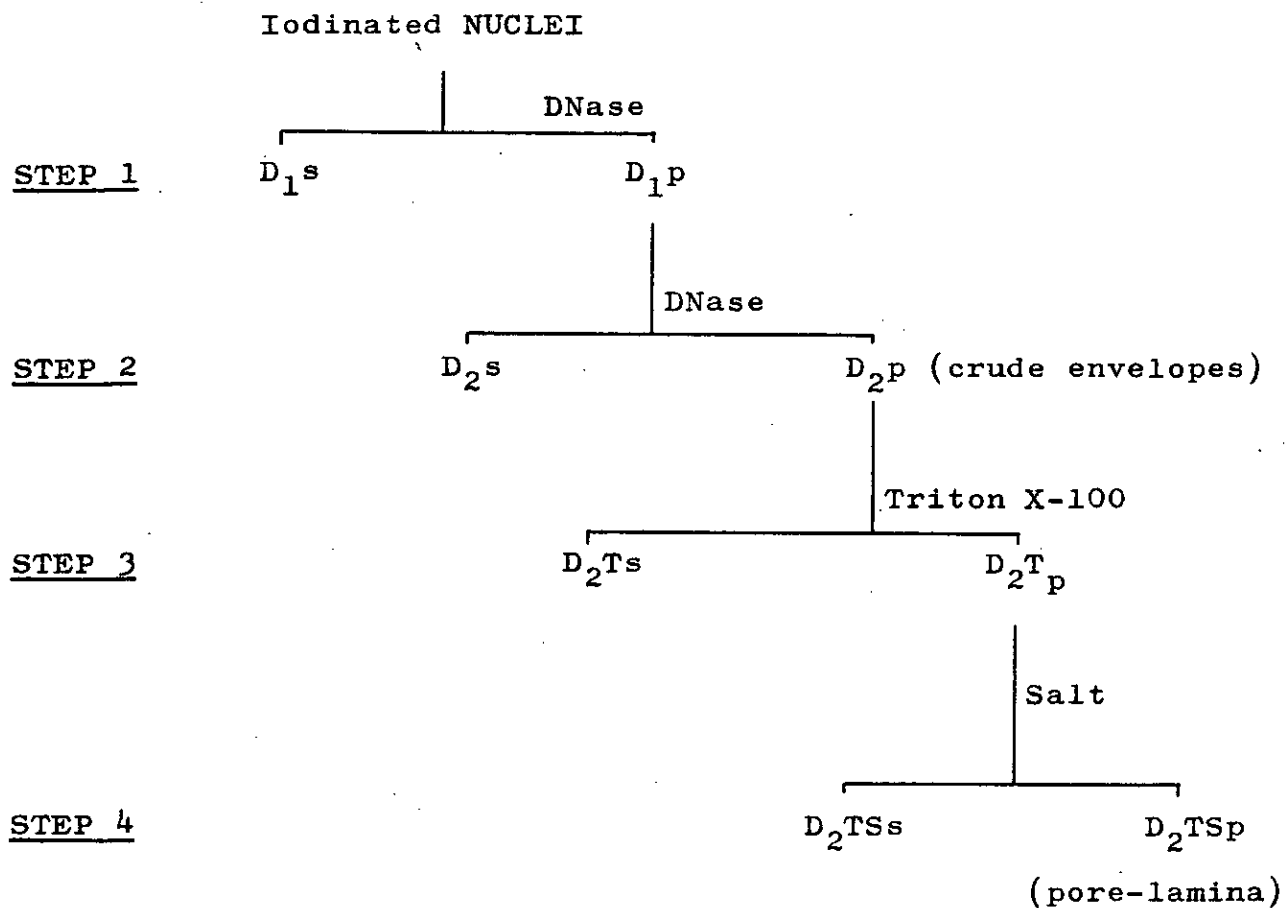 Iodinated NUCLEI
DNase
STEP 1 D₁s D₁p
DNase
STEP 2 D₂s D₂p (crude envelopes)
Triton X-100
STEP 3 D₂Ts D₂Tₚ
Salt
STEP 4 D₂TSs D₂TSp
(pore-lamina)